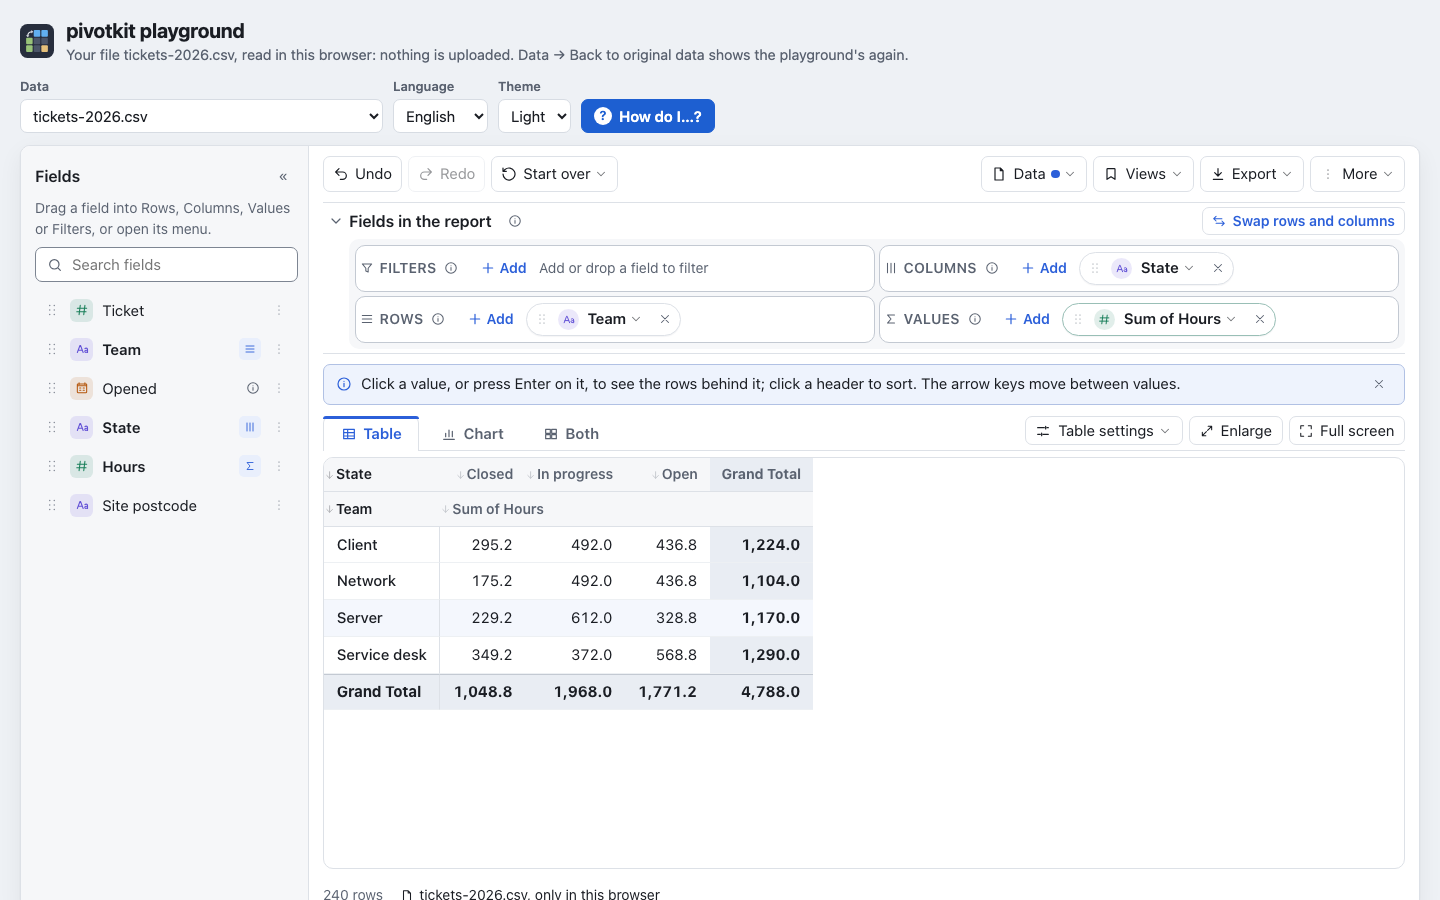 pivotkit playground
Your file tickets-2026.csv, read in this browser: nothing is uploaded. Data → Back to original data shows the playground's again.
Data
Language
Theme
tickets-2026.csv
English
Light
? How do I...?
Fields
«
Drag a field into Rows, Columns, Values
or Filters, or open its menu.
Search fields
# Ticket
Aa Team
Opened
Aa State
# Hours Σ
Aa Site postcode
Undo
Redo
Start over
Data
Views
Export
More
Fields in the report
Swap rows and columns
FILTERS + Add Add or drop a field to filter
COLUMNS + Add Aa State ×
ROWS + Add Aa Team ×
Σ VALUES + Add # Sum of Hours ×
Click a value, or press Enter on it, to see the rows behind it; click a header to sort. The arrow keys move between values.
Table
Chart
Both
Table settings
Enlarge
Full screen
↓ State ↓ Closed ↓ In progress ↓ Open Grand Total
↓ Team ↓ Sum of Hours
Client 295.2 492.0 436.8 1,224.0
Network 175.2 492.0 436.8 1,104.0
Server 229.2 612.0 328.8 1,170.0
Service desk 349.2 372.0 568.8 1,290.0
Grand Total 1,048.8 1,968.0 1,771.2 4,788.0
240 rows tickets-2026.csv, only in this browser